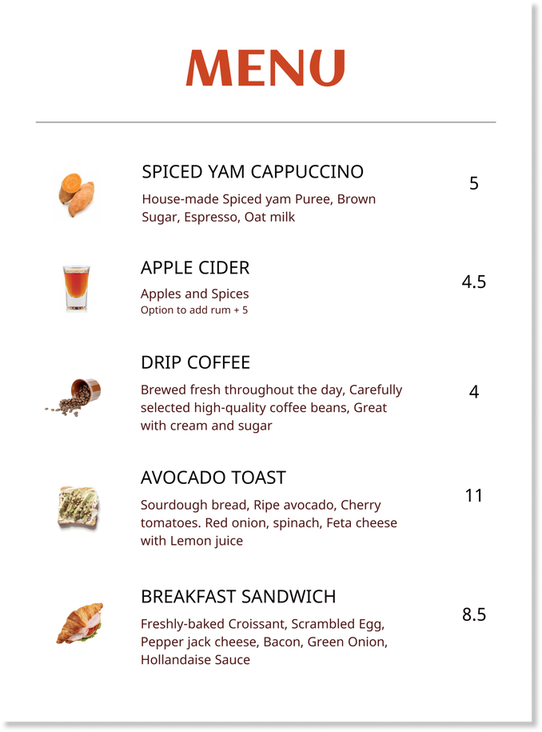 MENU
SPICED YAM CAPPUCCINO
5
House-made Spiced yam Puree, Brown
Sugar, Espresso, Oat milk
APPLE CIDER
4.5
Apples and Spices
Option to add rum + 5
DRIP COFFEE
4
Brewed fresh throughout the day, Carefully
selected high-quality coffee beans, Great
with cream and sugar
AVOCADO TOAST
11
Sourdough bread, Ripe avocado, Cherry
tomatoes. Red onion, spinach, Feta cheese
with Lemon juice
BREAKFAST SANDWICH
8.5
Freshly-baked Croissant, Scrambled Egg,
Pepper jack cheese, Bacon, Green Onion,
Hollandaise Sauce